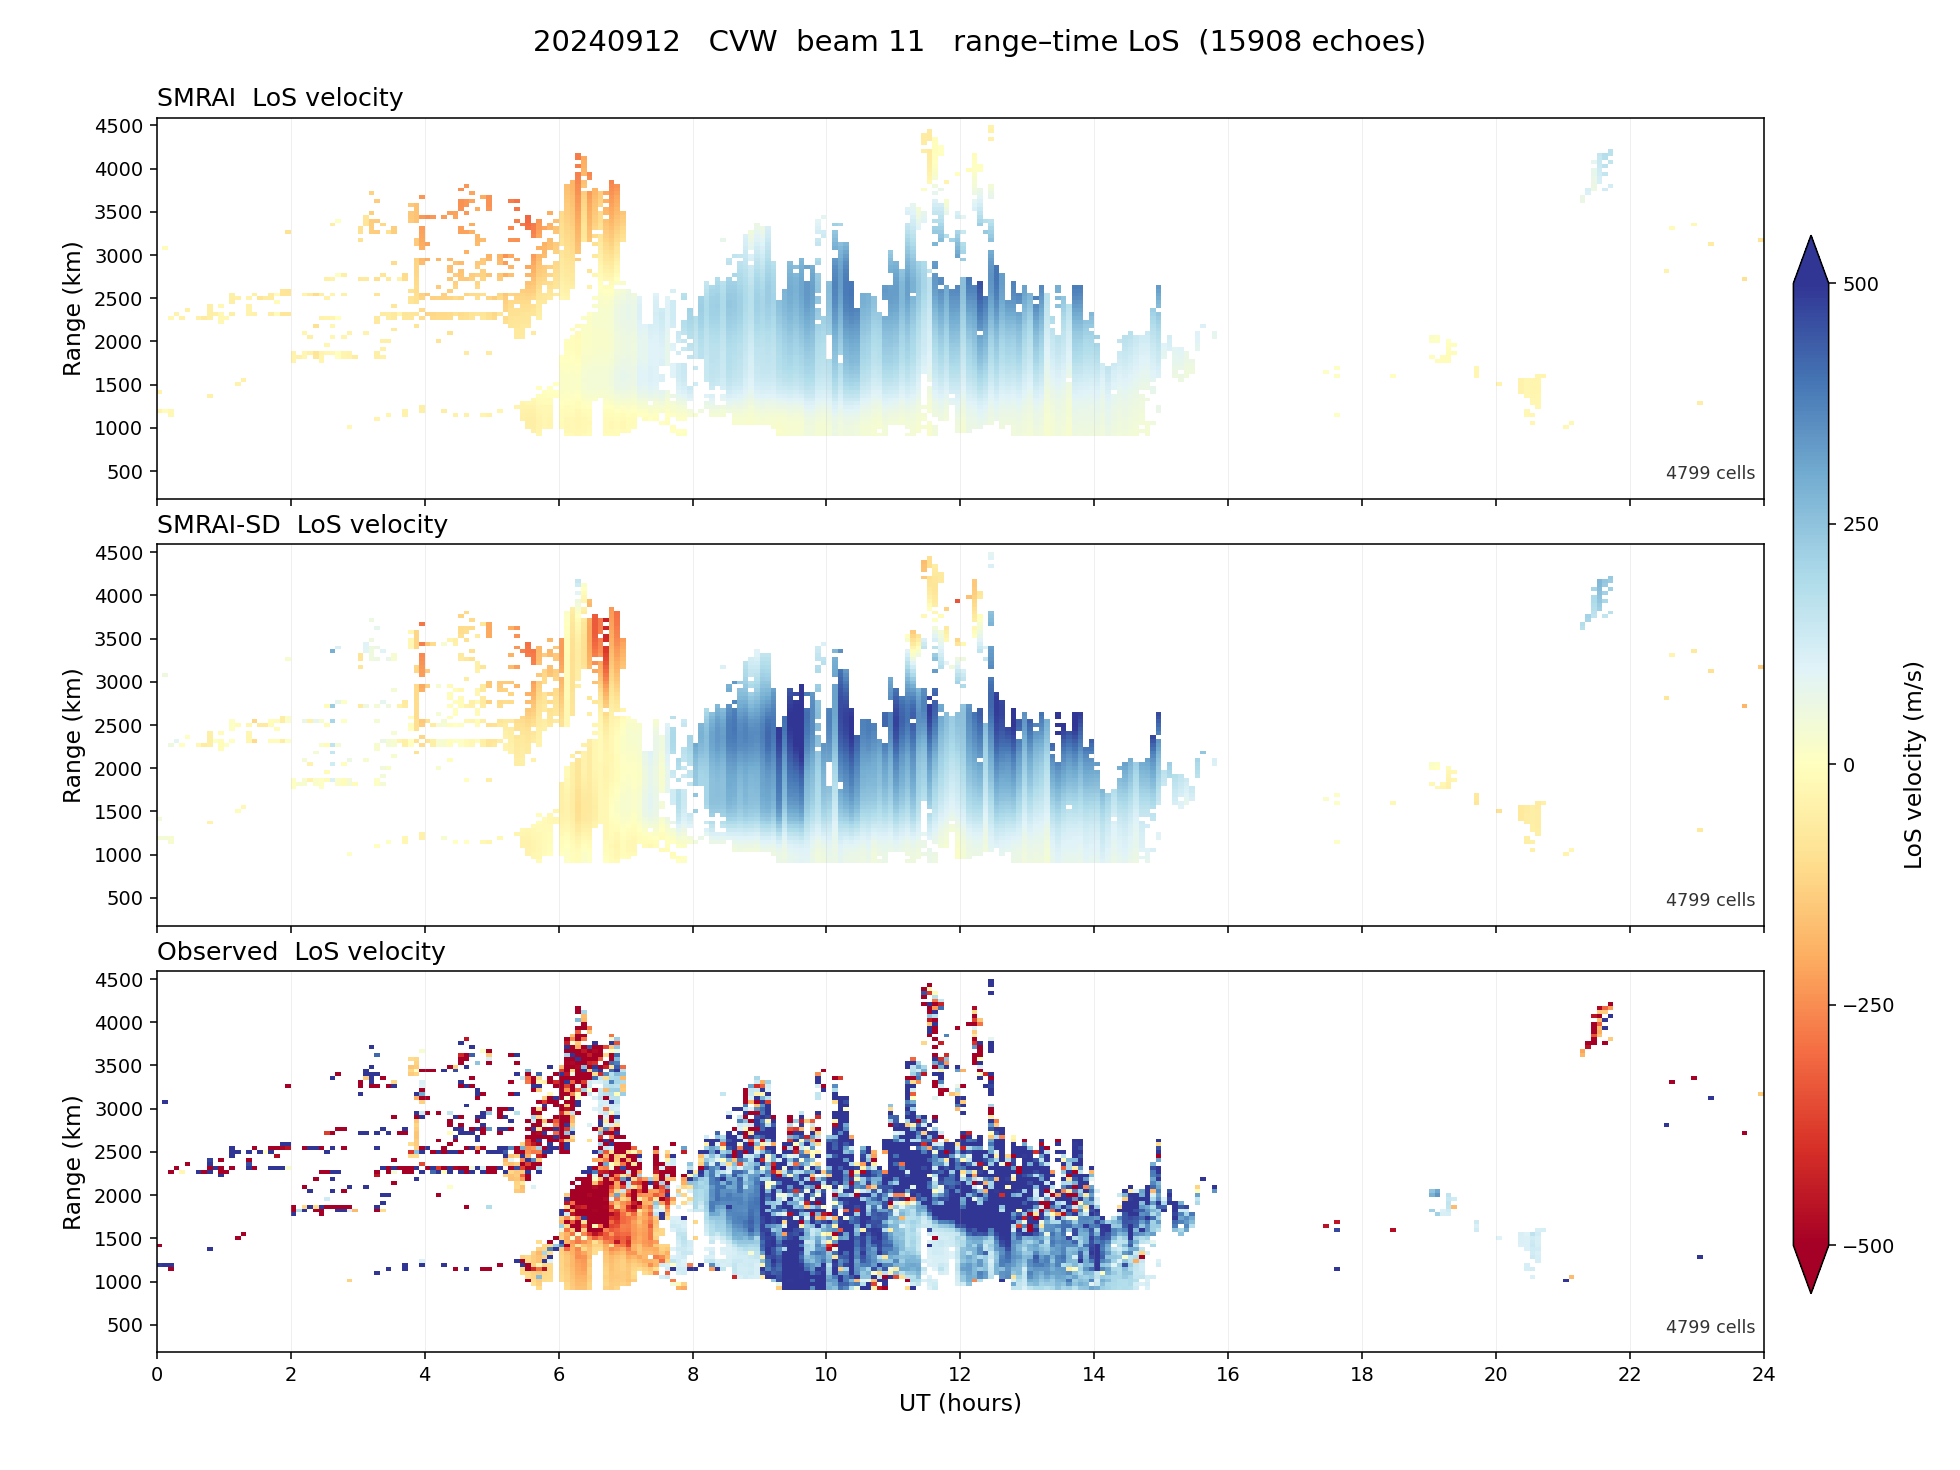 20240912   CVW  beam 11   range–time LoS  (15908 echoes)
SMRAI  LoS velocity
4500
4000
3500
3000
2500
2000
1500
1000
500
Range (km)
4799 cells
SMRAI-SD  LoS velocity
4500
4000
3500
3000
2500
2000
1500
1000
500
Range (km)
4799 cells
Observed  LoS velocity
4500
4000
3500
3000
2500
2000
1500
1000
500
Range (km)
4799 cells
0 2 4 6 8 10 12 14 16 18 20 22 24
UT (hours)
500
250
0
−250
−500
LoS velocity (m/s)